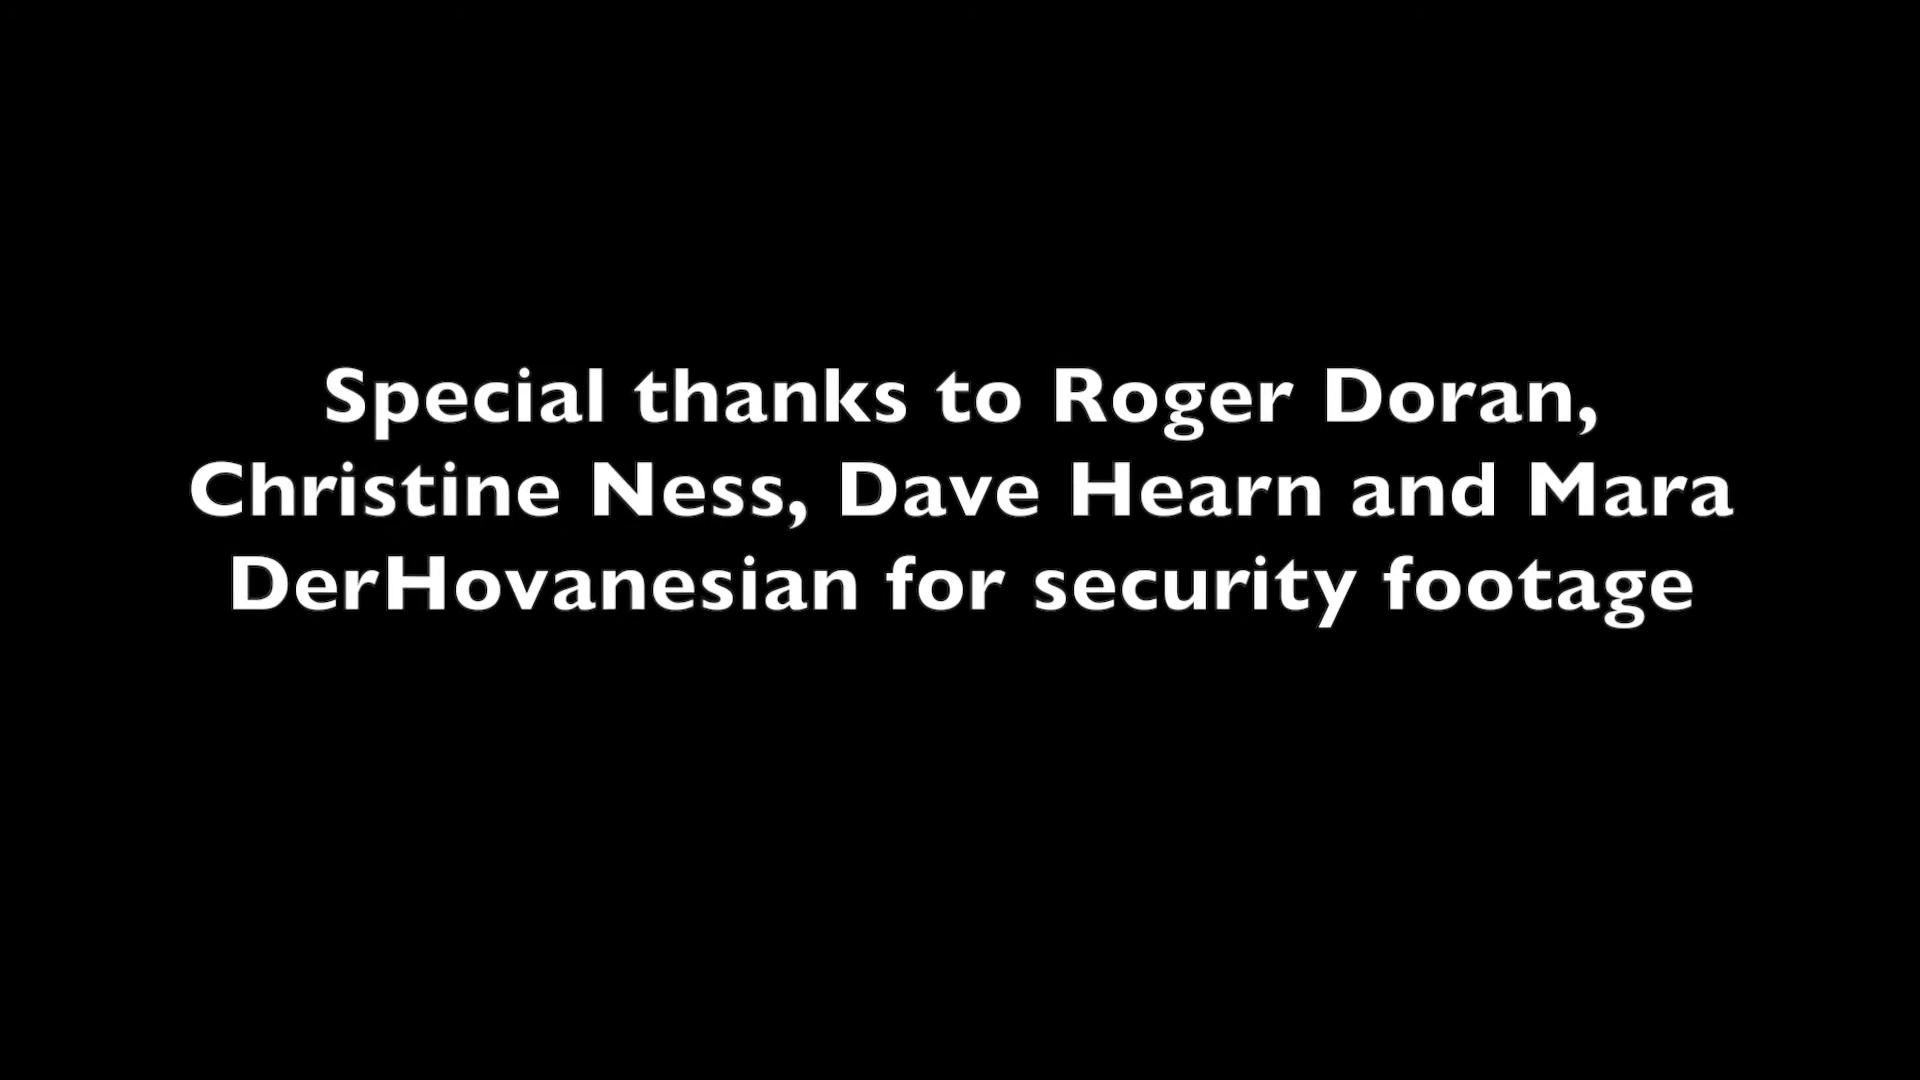 Special thanks to Roger Doran,
Christine Ness, Dave Hearn and Mara
DerHovanesian for security footage